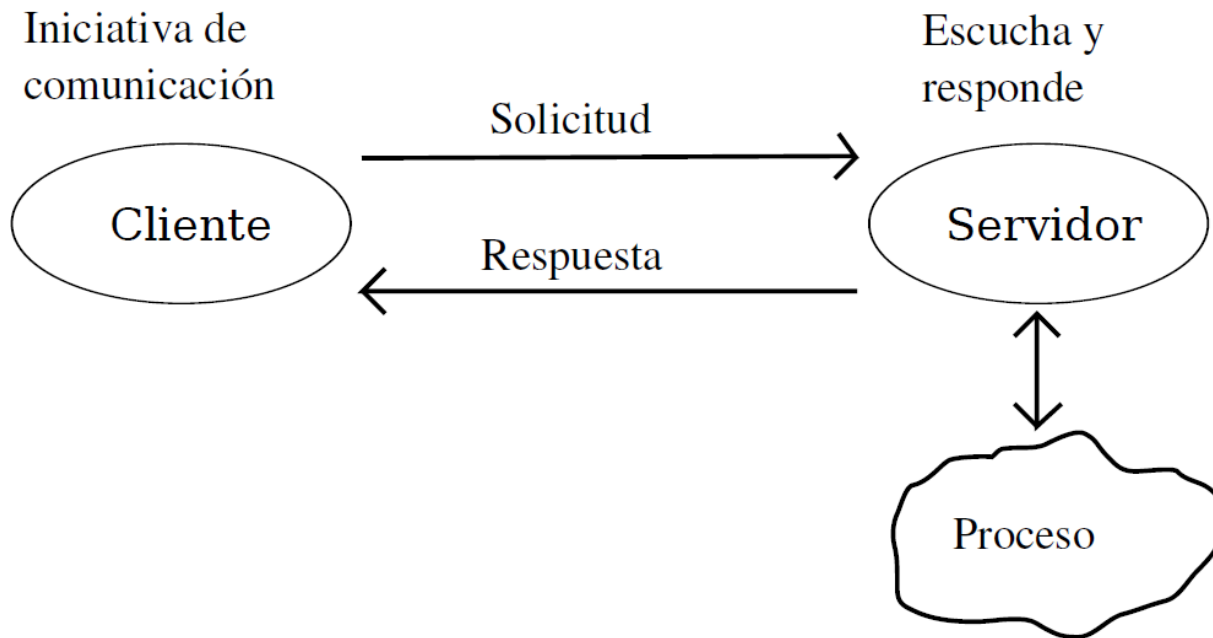 Iniciativa de
comunicación
Escucha y
responde
Solicitud
Cliente
Servidor
Respuesta
Proceso